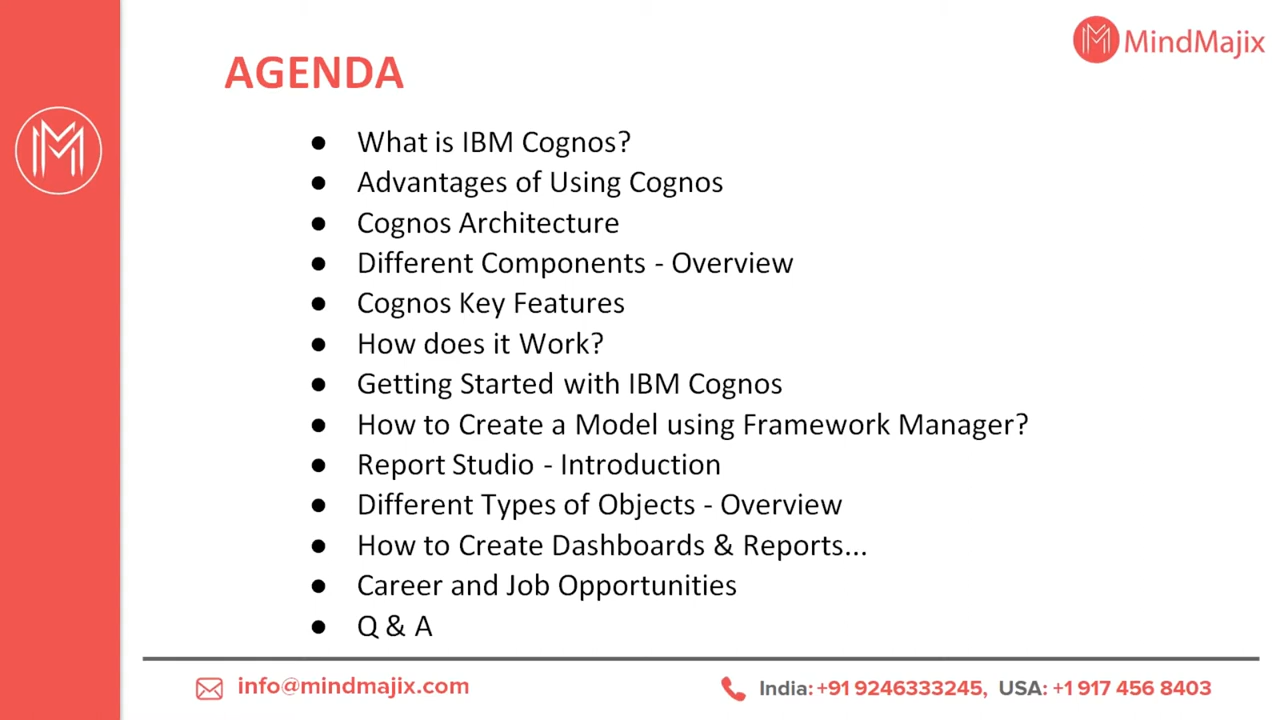 MindMajix
AGENDA
● What is IBM Cognos?
● Advantages of Using Cognos
● Cognos Architecture
● Different Components - Overview
● Cognos Key Features
● How does it Work?
● Getting Started with IBM Cognos
● How to Create a Model using Framework Manager?
● Report Studio - Introduction
● Different Types of Objects - Overview
● How to Create Dashboards & Reports...
● Career and Job Opportunities
● Q & A
info@mindmajix.com India: +91 9246333245, USA: +1 917 456 8403